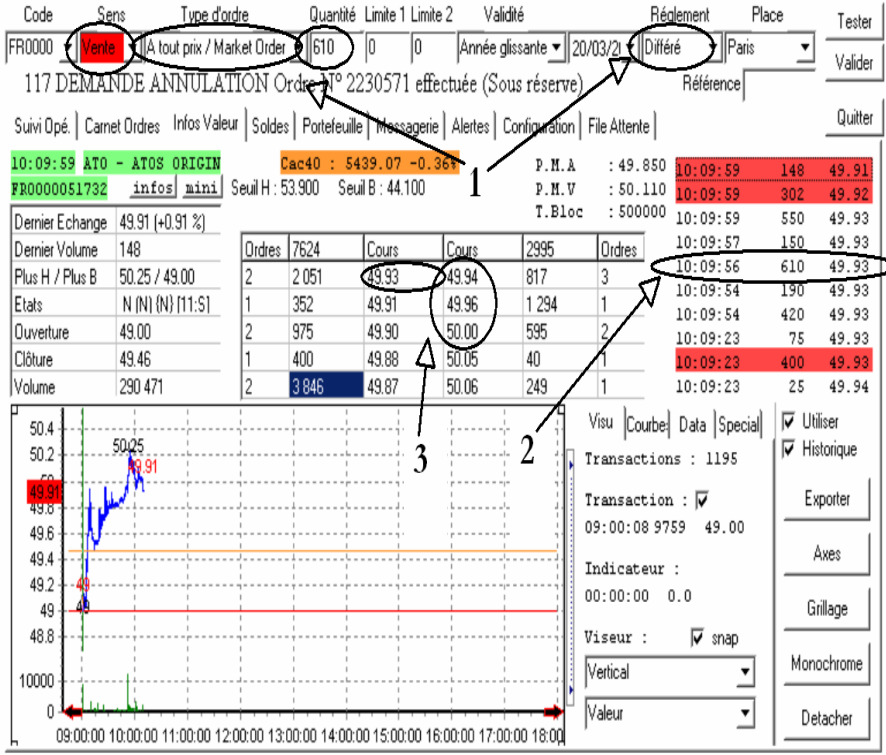 Code Sens Type d'ordre Quantité Limite 1 Limite 2 Validité Réglement Place
FR0000 Vente A tout prix / Market Order 610 0 0 Année glissante 20/03/2 Différé Paris
Tester
Valider
Quitter
117 DEMANDE ANNULATION Ordre N° 2230571 effectuée (Sous réserve)
Référence
Suivi Opé. Carnet Ordres Infos Valeur Soldes Portefeuille Messagerie Alertes Configuration File Attente
1
10:09:59 ATO - ATOS ORIGIN
Cac40 : 5439.07 -0.36%
FR0000051732 infos mini Seuil H : 53.900 Seuil B : 44.100
P.M.A : 49.850
P.M.V : 50.110
T.Bloc : 500000
Dernier Echange 49.91 (+0.91 %)
Dernier Volume 148
Plus H / Plus B 50.25 / 49.00
Etats N (N) {N} [11:S]
Ouverture 49.00
Clôture 49.46
Volume 290 471
Ordres 7624 Cours Cours 2995 Ordres
2 2 051 49.93 49.94 817 3
1 352 49.91 49.96 1 294 1
2 975 49.90 50.00 595 2
1 400 49.88 50.05 40 1
2 3 846 49.87 50.06 249 1
10:09:59 148 49.91
10:09:59 302 49.92
10:09:59 550 49.93
10:09:57 150 49.93
10:09:56 610 49.93
10:09:54 190 49.93
10:09:54 420 49.93
10:09:23 75 49.93
10:09:23 400 49.93
10:09:23 25 49.94
3
2
50.4
50.2
50
49.91
49.8
49.6
49.4
49.2
49
48.8
10000
0
50.25
49.91
49
49
09:00:00 10:00:00 11:00:00 12:00:00 13:00:00 14:00:00 15:00:00 16:00:00 17:00:00 18:00
Visu Courbe Data Special
Transactions : 1195
Transaction :
09:00:08 9759 49.00
Indicateur :
00:00:00 0.0
Viseur : snap
Vertical
Valeur
Utiliser
Historique
Exporter
Axes
Grillage
Monochrome
Detacher